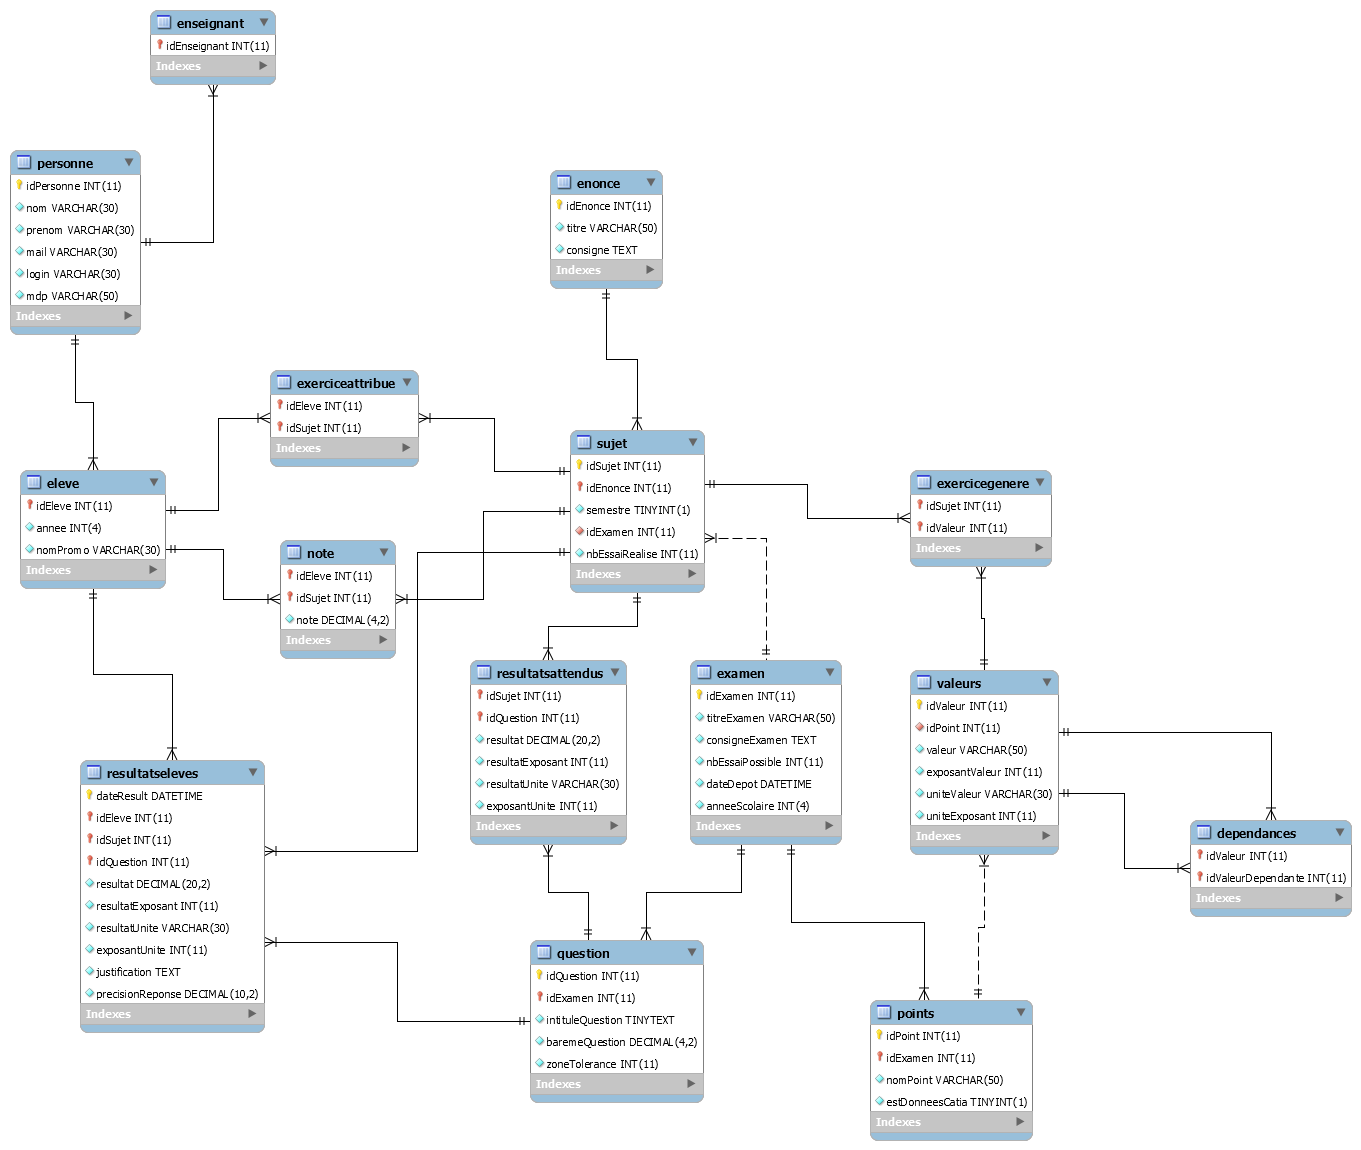 enseignant
idEnseignant INT(11)
Indexes
personne
idPersonne INT(11)
nom VARCHAR(30)
prenom VARCHAR(30)
mail VARCHAR(30)
login VARCHAR(30)
mdp VARCHAR(50)
Indexes
enonce
idEnonce INT(11)
titre VARCHAR(50)
consigne TEXT
Indexes
exerciceattribue
idEleve INT(11)
idSujet INT(11)
Indexes
eleve
idEleve INT(11)
annee INT(4)
nomPromo VARCHAR(30)
Indexes
note
idEleve INT(11)
idSujet INT(11)
note DECIMAL(4,2)
Indexes
sujet
idSujet INT(11)
idEnonce INT(11)
semestre TINYINT(1)
idExamen INT(11)
nbEssaiRealise INT(11)
Indexes
exercicegenere
idSujet INT(11)
idValeur INT(11)
Indexes
resultatsattendus
idSujet INT(11)
idQuestion INT(11)
resultat DECIMAL(20,2)
resultatExposant INT(11)
resultatUnite VARCHAR(30)
exposantUnite INT(11)
Indexes
examen
idExamen INT(11)
titreExamen VARCHAR(50)
consigneExamen TEXT
nbEssaiPossible INT(11)
dateDepot DATETIME
anneeScolaire INT(4)
Indexes
valeurs
idValeur INT(11)
idPoint INT(11)
valeur VARCHAR(50)
exposantValeur INT(11)
uniteValeur VARCHAR(30)
uniteExposant INT(11)
Indexes
resultatseleves
dateResult DATETIME
idEleve INT(11)
idSujet INT(11)
idQuestion INT(11)
resultat DECIMAL(20,2)
resultatExposant INT(11)
resultatUnite VARCHAR(30)
exposantUnite INT(11)
justification TEXT
precisionReponse DECIMAL(10,2)
Indexes
dependances
idValeur INT(11)
idValeurDependante INT(11)
Indexes
question
idQuestion INT(11)
idExamen INT(11)
intituleQuestion TINYTEXT
baremeQuestion DECIMAL(4,2)
zoneTolerance INT(11)
Indexes
points
idPoint INT(11)
idExamen INT(11)
nomPoint VARCHAR(50)
estDonneesCatia TINYINT(1)
Indexes